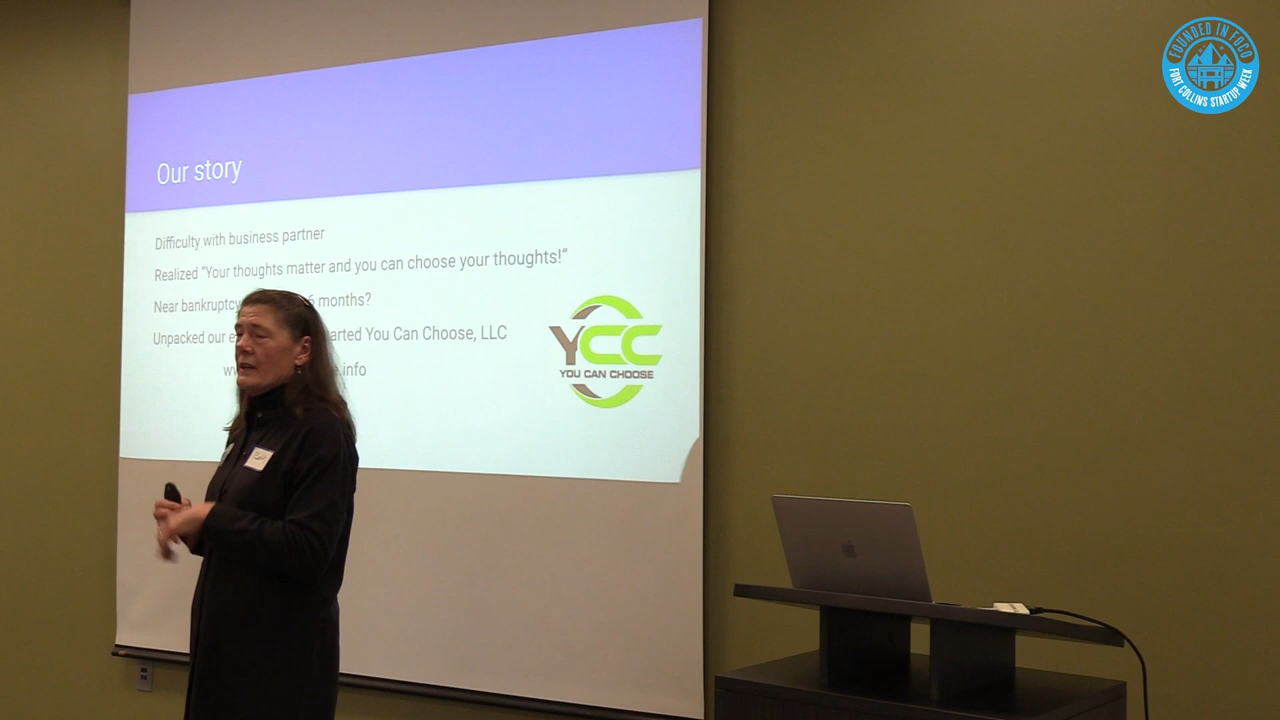 Our story
Difficulty with business partner
Realized “Your thoughts matter and you can choose your thoughts!”
Near bankruptcy 6 months?
Unpacked our You Can Choose, LLC
.info
YCC
YOU CAN CHOOSE
FOUNDED IN FOCO
FORT COLLINS STARTUP WEEK